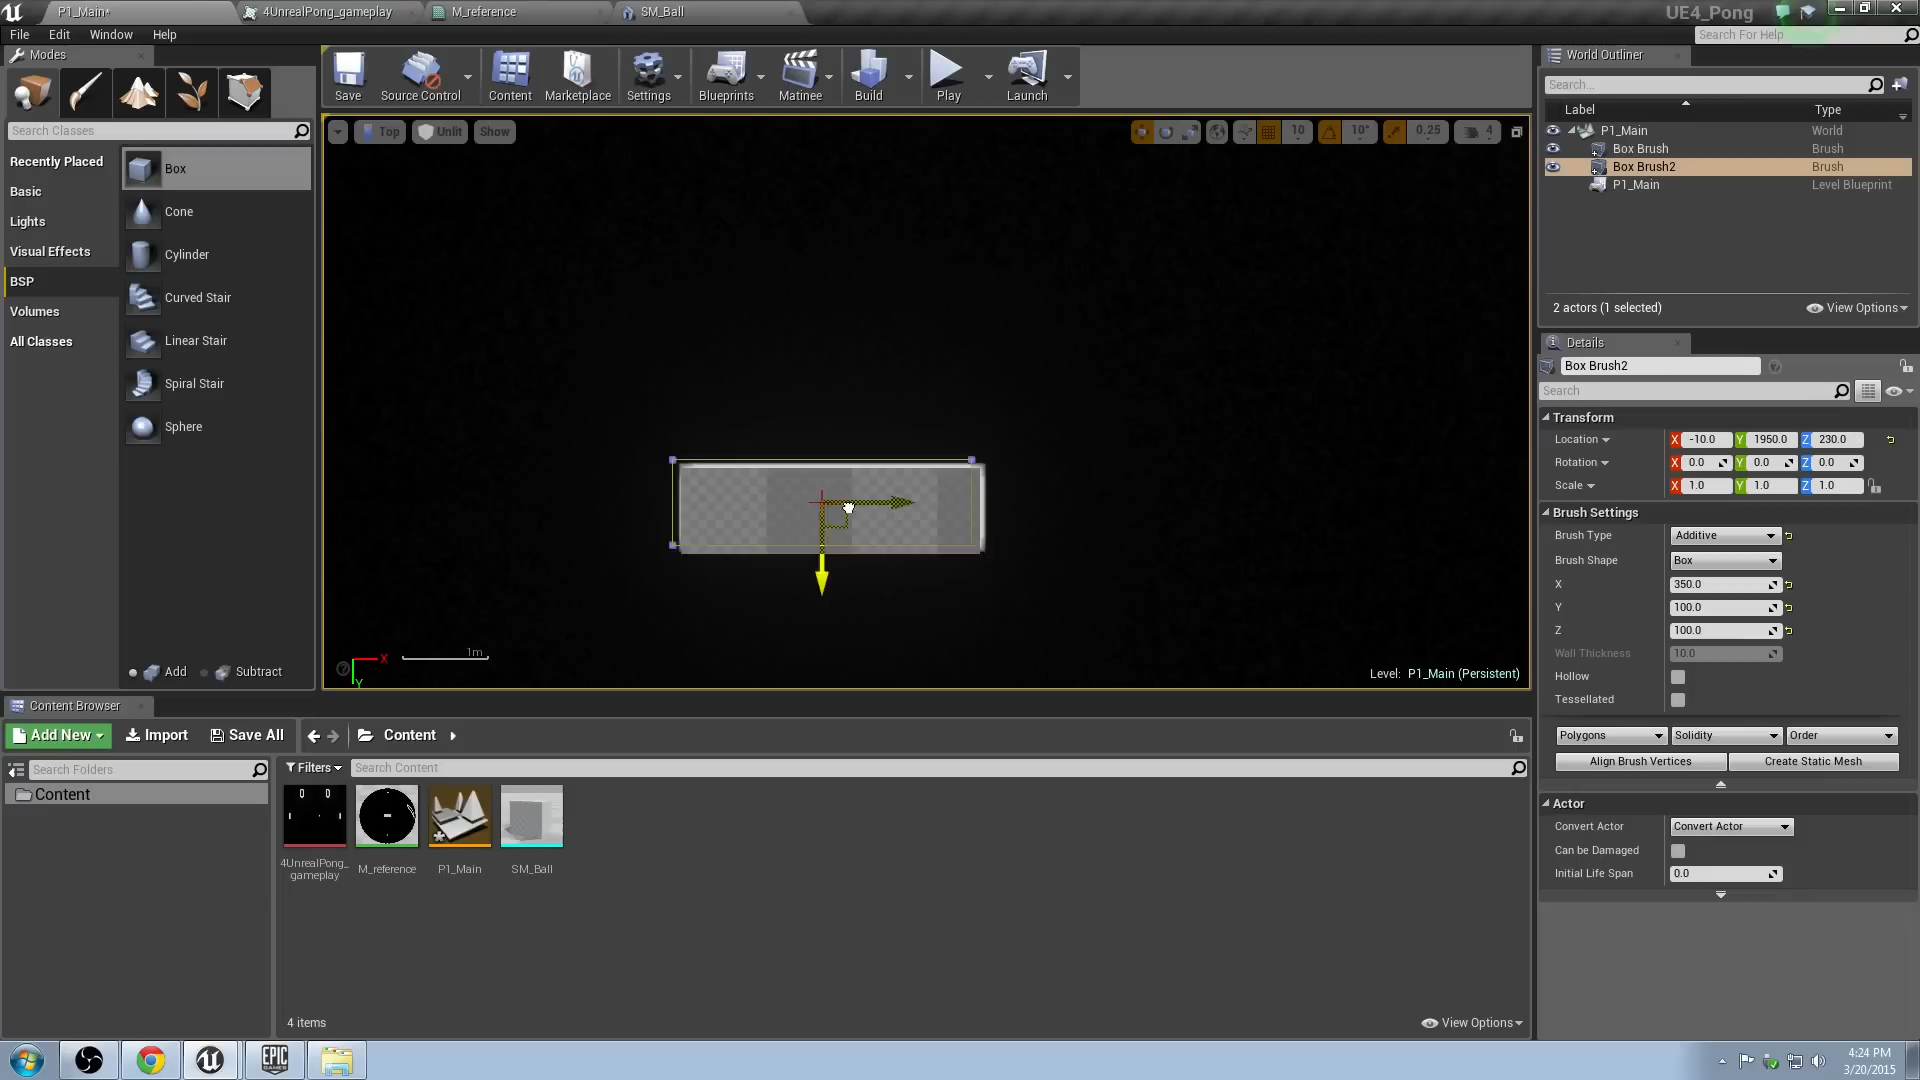 P1_Main*
4UnrealPong_gameplay
M_reference
SM_Ball
UE4_Pong
File Edit Window Help
Search For Help
Modes
Search Classes
Recently Placed
Basic
Lights
Visual Effects
BSP
Volumes
All Classes
Box
Cone
Cylinder
Curved Stair
Linear Stair
Spiral Stair
Sphere
Add
Subtract
Save
Source Control
Content
Marketplace
Settings
Blueprints
Matinee
Build
Play
Launch
Top
Unlit
Show
10
10°
0.25
4
1m
X
Y
Level: P1_Main (Persistent)
World Outliner
Search...
Label Type
P1_Main World
Box Brush Brush
Box Brush2 Brush
P1_Main Level Blueprint
2 actors (1 selected)
View Options
Details
Box Brush2
Search
Transform
Location X -10.0 Y 1950.0 Z 230.0
Rotation X 0.0 Y 0.0 Z 0.0
Scale X 1.0 Y 1.0 Z 1.0
Brush Settings
Brush Type Additive
Brush Shape Box
X 350.0
Y 100.0
Z 100.0
Wall Thickness 10.0
Hollow
Tessellated
Polygons Solidity Order
Align Brush Vertices Create Static Mesh
Actor
Convert Actor Convert Actor
Can be Damaged
Initial Life Span 0.0
Content Browser
Add New Import Save All Content
Search Folders
Content
Filters Search Content
4UnrealPong_
gameplay
M_reference
P1_Main
SM_Ball
4 items
View Options
EPIC
GAMES
4:24 PM
3/20/2015